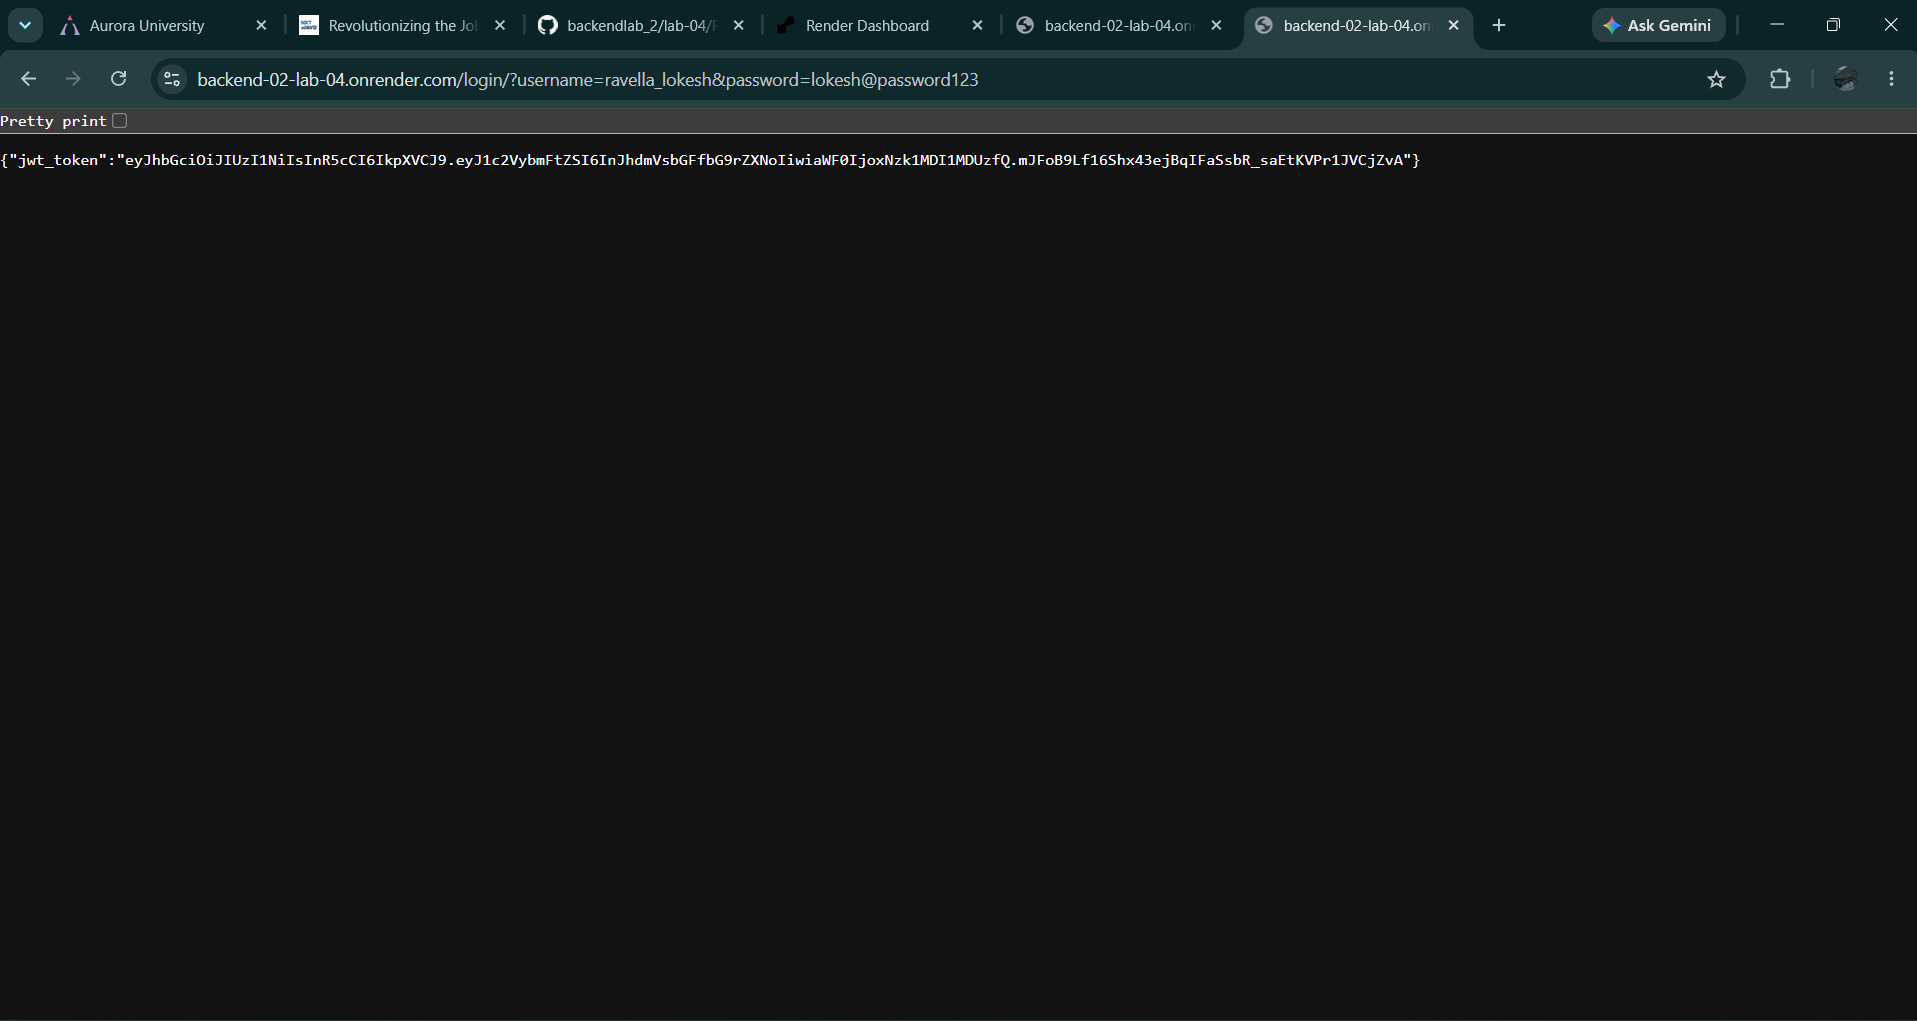 Aurora University
Revolutionizing the Jo
backendlab_2/lab-04/
Render Dashboard
backend-02-lab-04.on
backend-02-lab-04.on
Ask Gemini
backend-02-lab-04.onrender.com/login/?username=ravella_lokesh&password=lokesh@password123
Pretty print
{"jwt_token":"eyJhbGciOiJIUzI1NiIsInR5cCI6IkpXVCJ9.eyJ1c2VybmFtZSI6InJhdmVsbGFfbG9rZXNoIiwiaWF0IjoxNzk1MDI1MDUzfQ.mJFoB9Lf16Shx43ejBqIFaSsbR_saEtKVPr1JVCjZvA"}